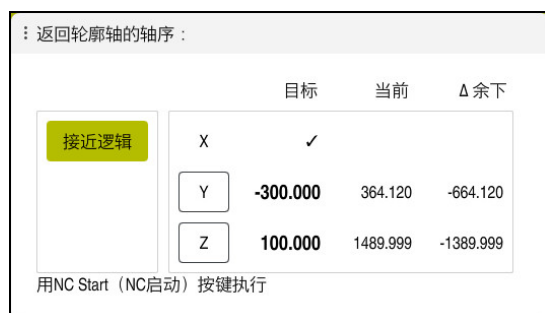 ⋮ 返回轮廓轴的轴序：
目标 当前 Δ 余下
接近逻辑 X ✓
Y -300.000 364.120 -664.120
Z 100.000 1489.999 -1389.999
用NC Start（NC启动）按键执行